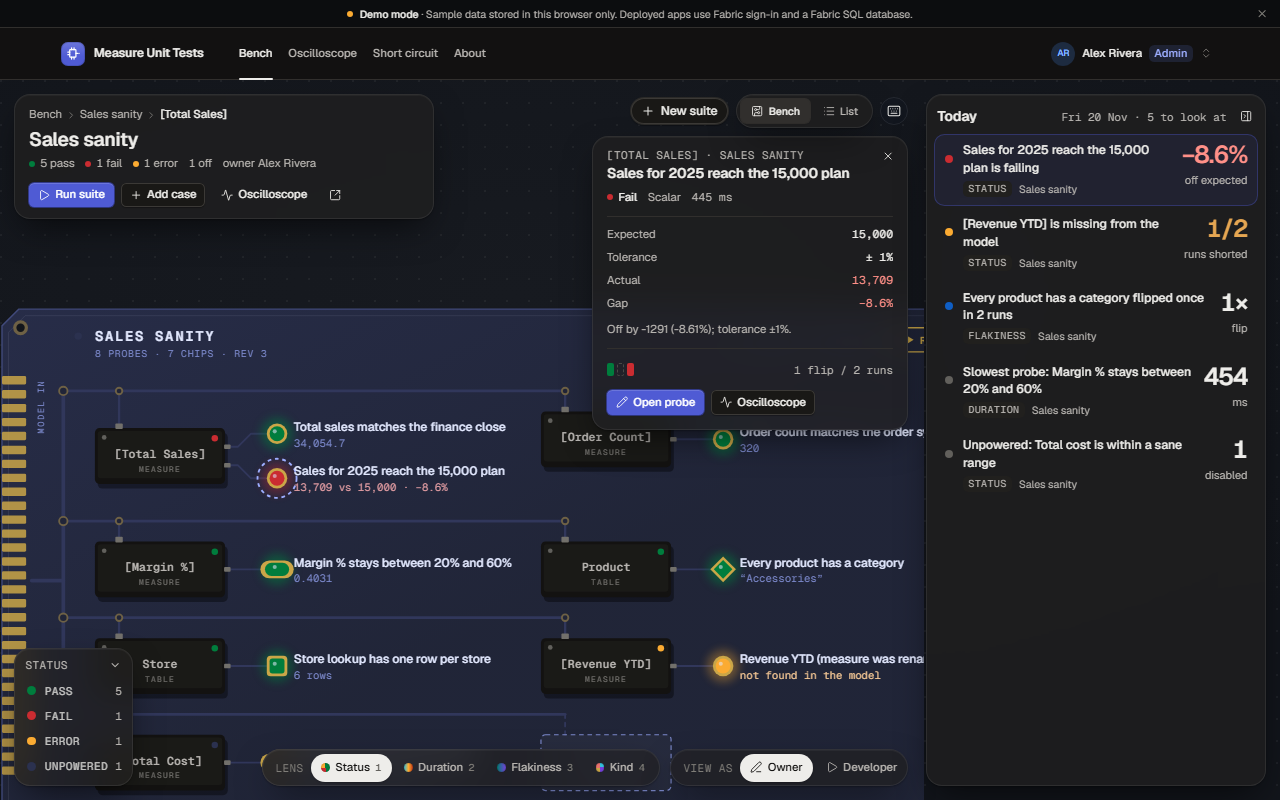 Demo mode · Sample data stored in this browser only. Deployed apps use Fabric sign-in and a Fabric SQL database.
Measure Unit Tests
Bench
Oscilloscope
Short circuit
About
AR
Alex Rivera
Admin
Bench > Sales sanity > [Total Sales]
Sales sanity
5 pass 1 fail 1 error 1 off owner Alex Rivera
Run suite
Add case
Oscilloscope
New suite
Bench
List
[TOTAL SALES] · SALES SANITY
Sales for 2025 reach the 15,000 plan
Fail Scalar 445 ms
Expected 15,000
Tolerance ± 1%
Actual 13,709
Gap −8.6%
Off by -1291 (-8.61%); tolerance ±1%.
1 flip / 2 runs
Open probe
Oscilloscope
Today
Fri 20 Nov · 5 to look at
Sales for 2025 reach the 15,000 plan is failing
−8.6%
off expected
STATUS Sales sanity
[Revenue YTD] is missing from the model
1/2
runs shorted
STATUS Sales sanity
Every product has a category flipped once in 2 runs
1×
flip
FLAKINESS Sales sanity
Slowest probe: Margin % stays between 20% and 60%
454
ms
DURATION Sales sanity
Unpowered: Total cost is within a sane range
1
disabled
STATUS Sales sanity
SALES SANITY
8 PROBES · 7 CHIPS · REV 3
MODEL IN
[Total Sales]
MEASURE
Total sales matches the finance close
34,054.7
Sales for 2025 reach the 15,000 plan
13,709 vs 15,000 · −8.6%
[Order Count]
MEASURE
Order count matches the order
320
[Margin %]
MEASURE
Margin % stays between 20% and 60%
0.4031
Product
TABLE
Every product has a category
"Accessories"
Store
TABLE
Store lookup has one row per store
6 rows
[Revenue YTD]
MEASURE
Revenue YTD (measure was
not found in the model
otal Cost]
MEASURE
STATUS
PASS 5
FAIL 1
ERROR 1
UNPOWERED 1
LENS
Status 1
Duration 2
Flakiness 3
Kind 4
VIEW AS
Owner
Developer